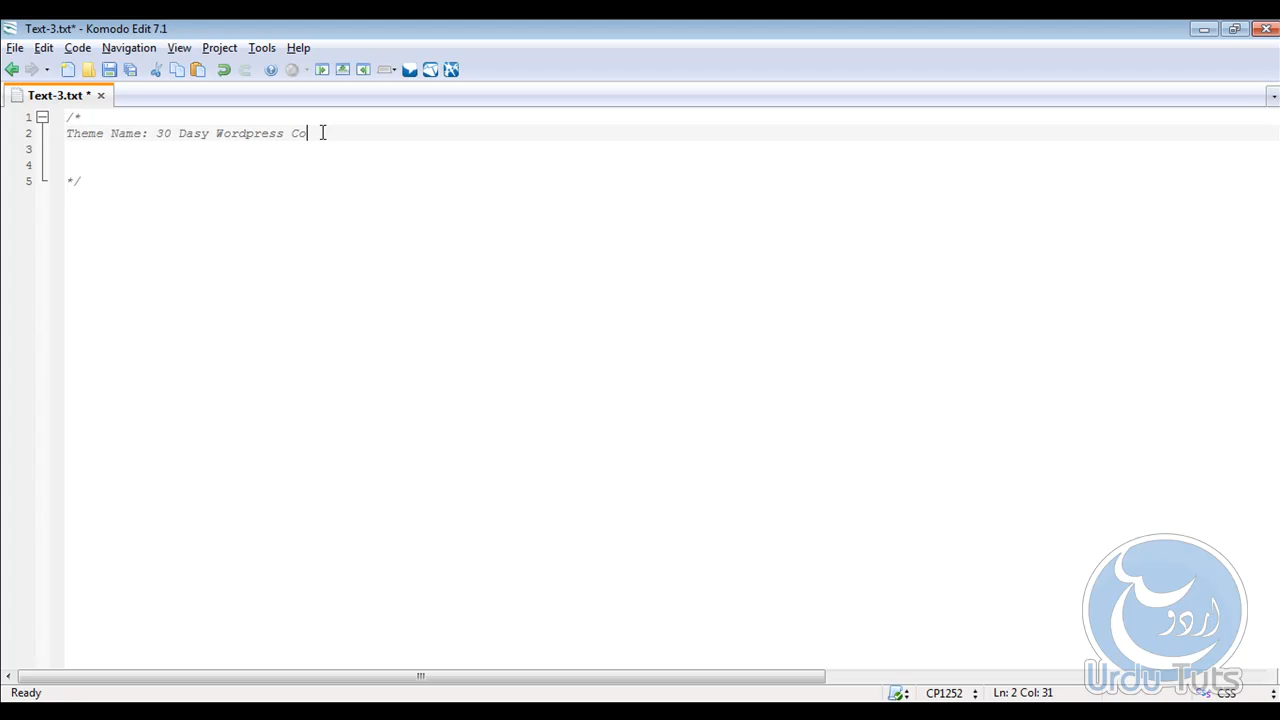 Text-3.txt* - Komodo Edit 7.1
File Edit Code Navigation View Project Tools Help
Text-3.txt *
1 /*
2 Theme Name: 30 Dasy Wordpress Co
3
4
5 */
اردو
Urdu Tuts
Ready CP1252 Ln: 2 Col: 31 CSS